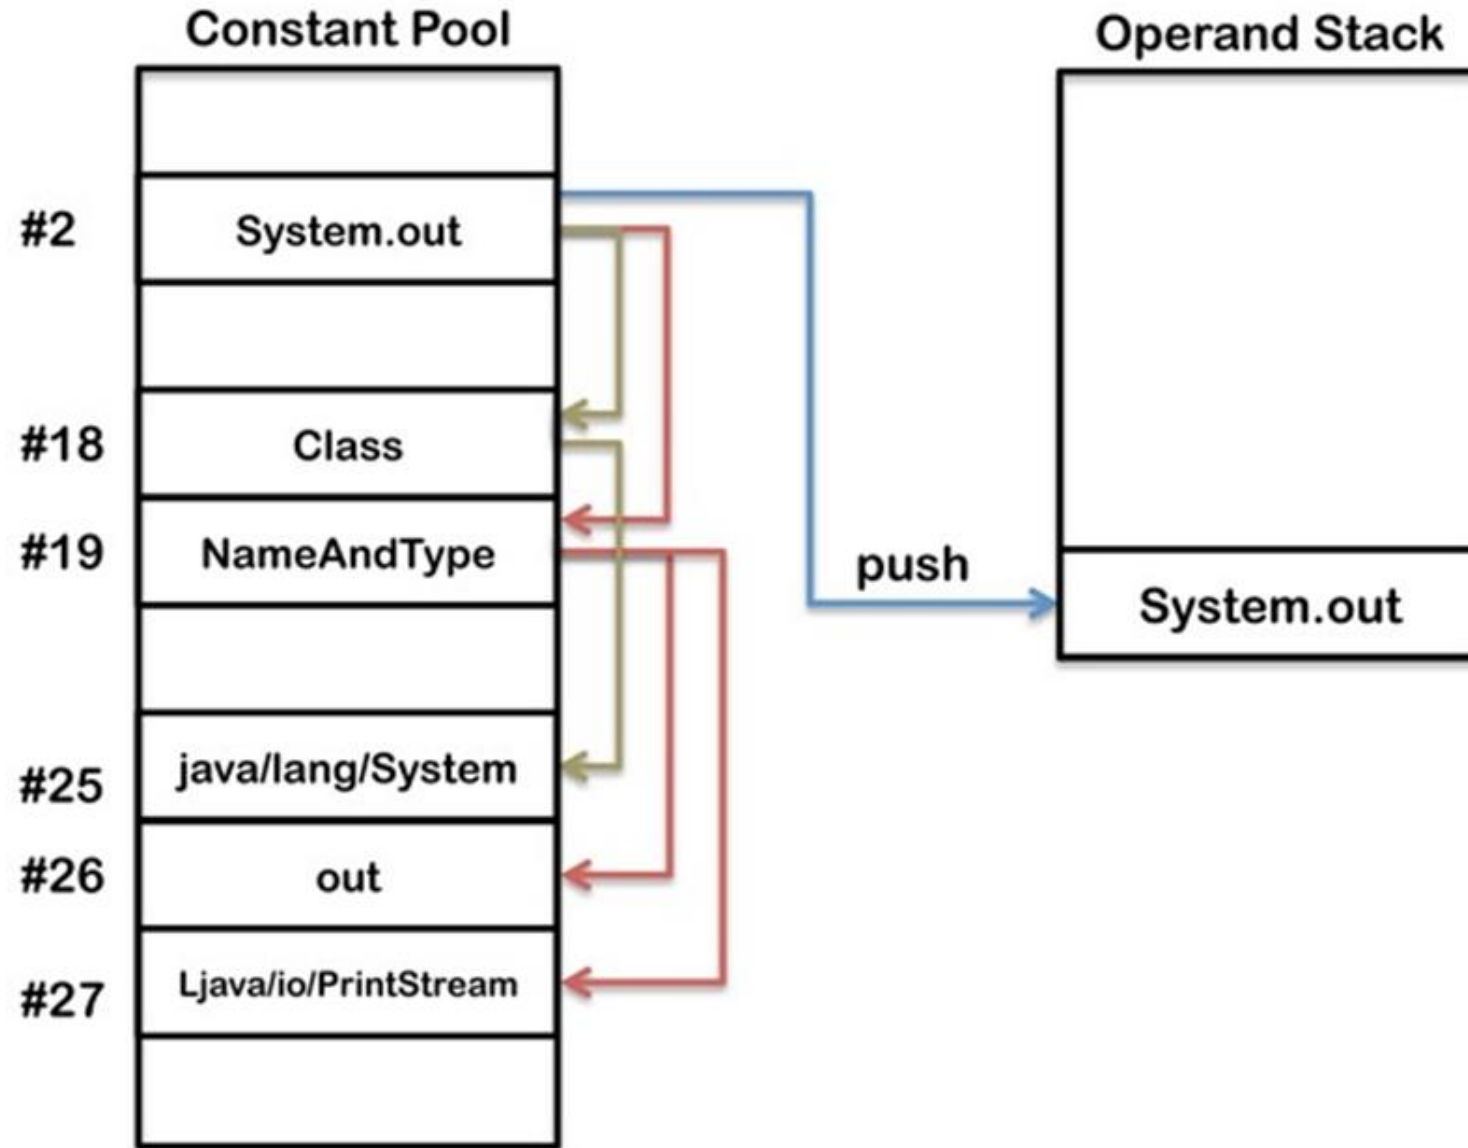 Constant Pool
Operand Stack
#2
System.out
#18
Class
#19
NameAndType
push
System.out
#25
java/lang/System
#26
out
#27
Ljava/io/PrintStream